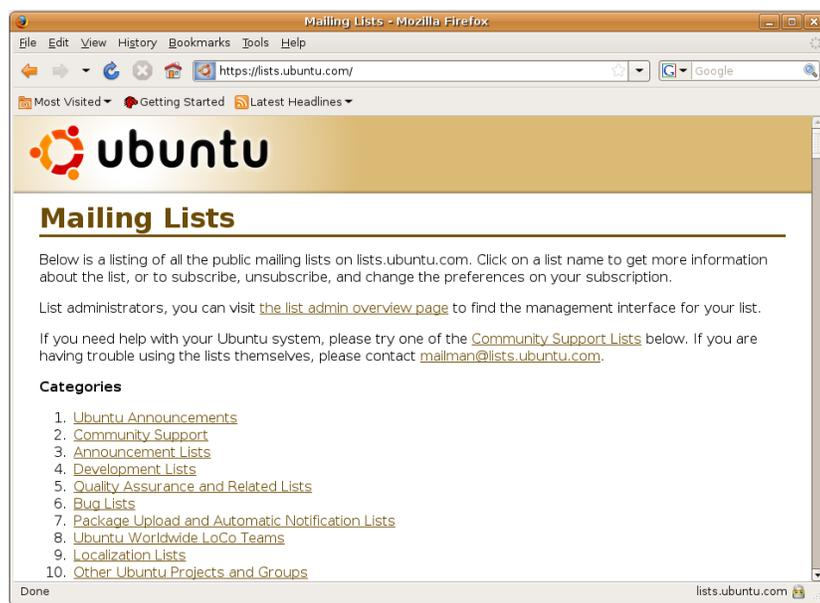 Mailing Lists - Mozilla Firefox
File Edit View History Bookmarks Tools Help
https://lists.ubuntu.com/
Google
Most Visited Getting Started Latest Headlines
ubuntu
Mailing Lists
Below is a listing of all the public mailing lists on lists.ubuntu.com. Click on a list name to get more information
about the list, or to subscribe, unsubscribe, and change the preferences on your subscription.
List administrators, you can visit the list admin overview page to find the management interface for your list.
If you need help with your Ubuntu system, please try one of the Community Support Lists below. If you are
having trouble using the lists themselves, please contact mailman@lists.ubuntu.com.
Categories
1. Ubuntu Announcements
2. Community Support
3. Announcement Lists
4. Development Lists
5. Quality Assurance and Related Lists
6. Bug Lists
7. Package Upload and Automatic Notification Lists
8. Ubuntu Worldwide LoCo Teams
9. Localization Lists
10. Other Ubuntu Projects and Groups
Done
lists.ubuntu.com